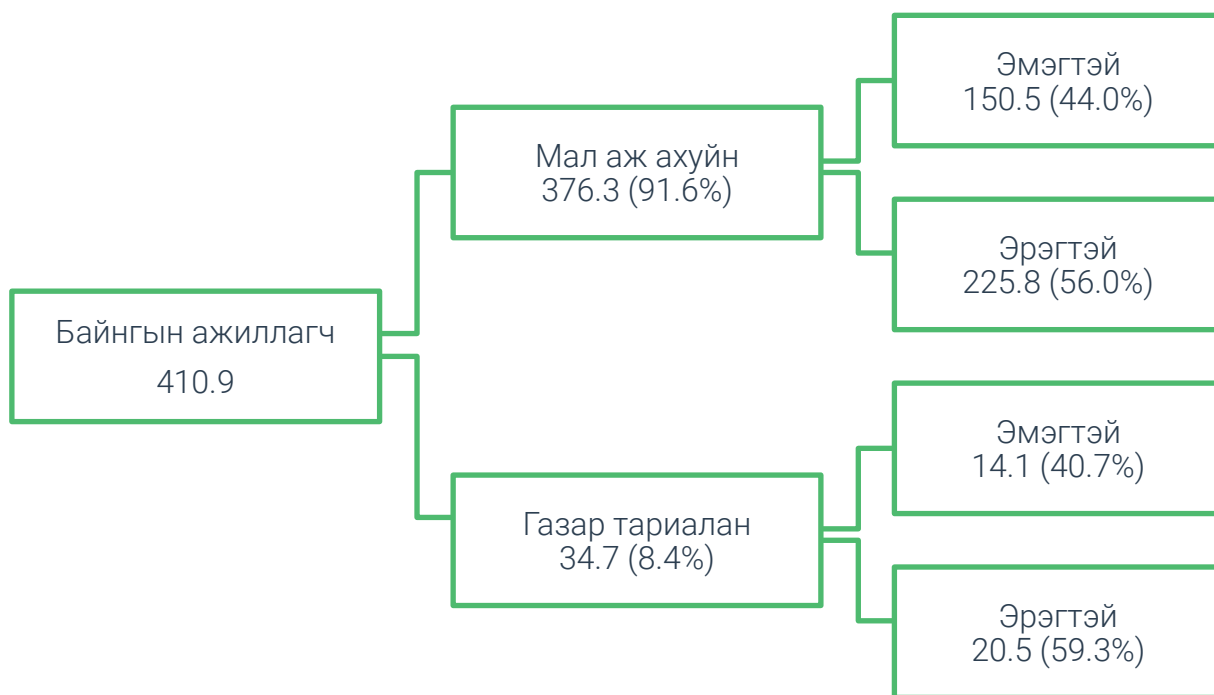 Байнгын ажиллагч
410.9
Мал аж ахуйн
376.3 (91.6%)
Эмэгтэй
150.5 (44.0%)
Эрэгтэй
225.8 (56.0%)
Газар тариалан
34.7 (8.4%)
Эмэгтэй
14.1 (40.7%)
Эрэгтэй
20.5 (59.3%)